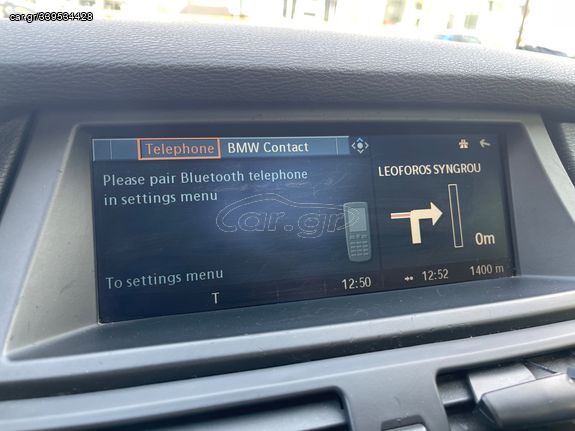 car.gr/339534428
Telephone BMW Contact
Please pair Bluetooth telephone
in settings menu
LEOFOROS SYNGROU
car.gr
0m
To settings menu
T 12:50 12:52 1400 m